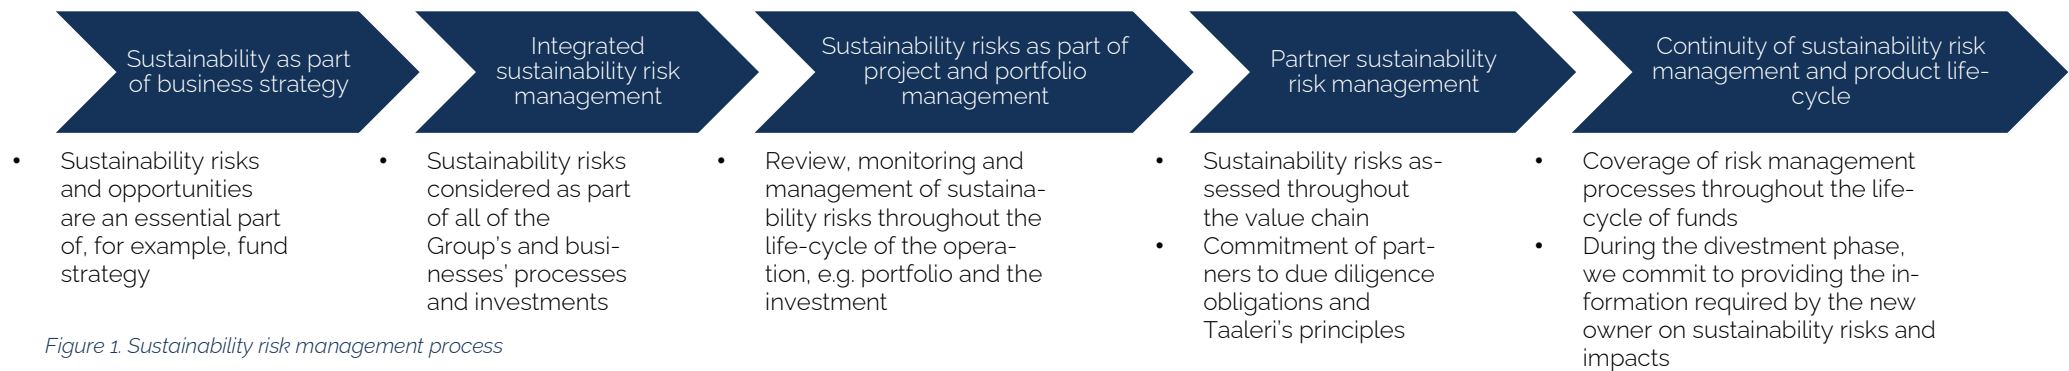 Sustainability as part
of business strategy
Integrated
sustainability risk
management
Sustainability risks as part of
project and portfolio
management
Partner sustainability
risk management
Continuity of sustainability risk
management and product life-
cycle
• Sustainability risks
and opportunities
are an essential part
of, for example, fund
strategy
• Sustainability risks
considered as part
of all of the
Group's and busi-
nesses' processes
and investments
• Review, monitoring and
management of sustaina-
bility risks throughout the
life-cycle of the opera-
tion, e.g. portfolio and the
investment
• Sustainability risks as-
sessed throughout
the value chain
• Commitment of part-
ners to due diligence
obligations and
Taaleri's principles
• Coverage of risk management
processes throughout the life-
cycle of funds
• During the divestment phase,
we commit to providing the in-
formation required by the new
owner on sustainability risks and
impacts
Figure 1. Sustainability risk management process